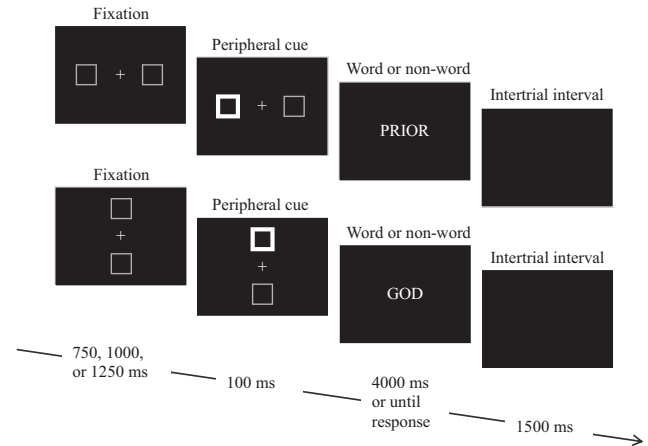 Fixation
Peripheral cue
Word or non-word
Intertrial interval
+
+
PRIOR
Fixation
Peripheral cue
Word or non-word
Intertrial interval
+
+
GOD
750, 1000,
or 1250 ms
100 ms
4000 ms
or until
response
1500 ms